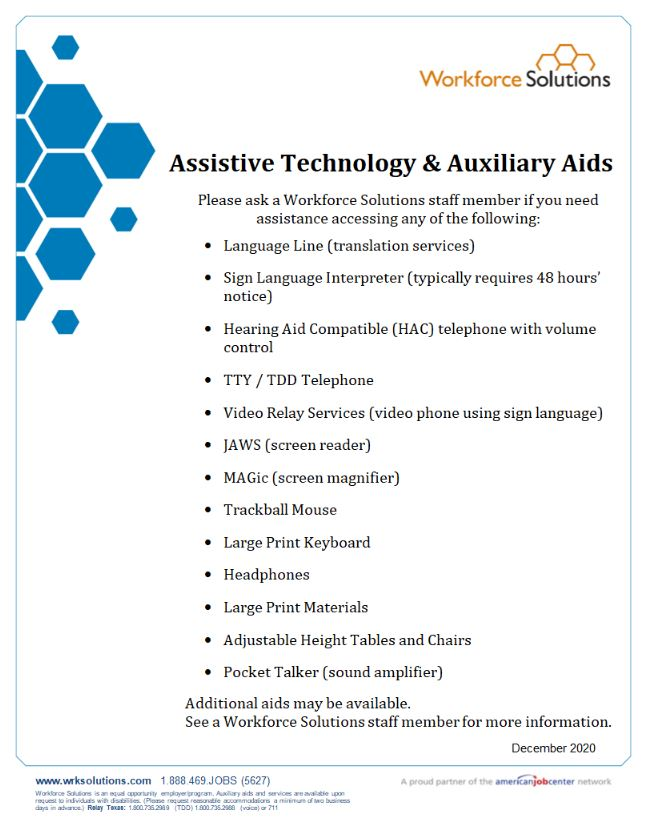 Workforce Solutions
Assistive Technology & Auxiliary Aids
Please ask a Workforce Solutions staff member if you need
assistance accessing any of the following:
• Language Line (translation services)
• Sign Language Interpreter (typically requires 48 hours’
notice)
• Hearing Aid Compatible (HAC) telephone with volume
control
• TTY / TDD Telephone
• Video Relay Services (video phone using sign language)
• JAWS (screen reader)
• MAGic (screen magnifier)
• Trackball Mouse
• Large Print Keyboard
• Headphones
• Large Print Materials
• Adjustable Height Tables and Chairs
• Pocket Talker (sound amplifier)
Additional aids may be available.
See a Workforce Solutions staff member for more information.
December 2020
www.wrksolutions.com 1.888.469.JOBS (5627)
A proud partner of the americanjobcenter network
Workforce Solutions is an equal opportunity employer/program. Auxiliary aids and services are available upon
request to individuals with disabilities. (Please request reasonable accommodations a minimum of two business
days in advance.) Relay Texas: 1.800.735.2989 (TDD) 1.800.735.2988 (voice) or 711